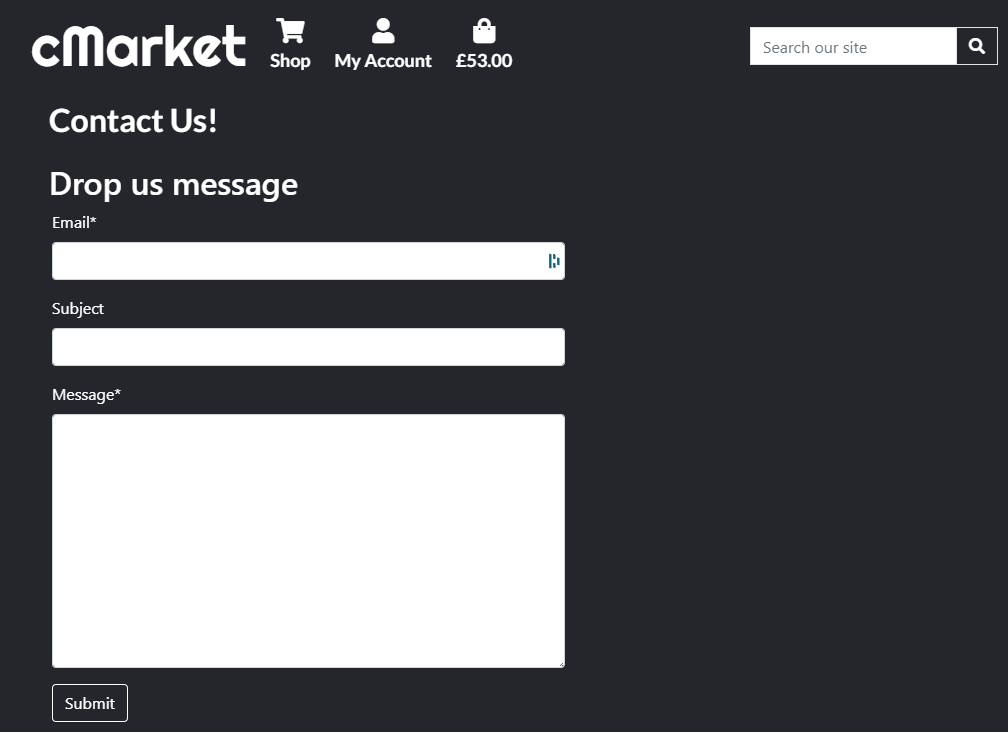 cMarket
Shop
My Account
£53.00
Search our site
Contact Us!
Drop us message
Email*
Subject
Message*
Submit